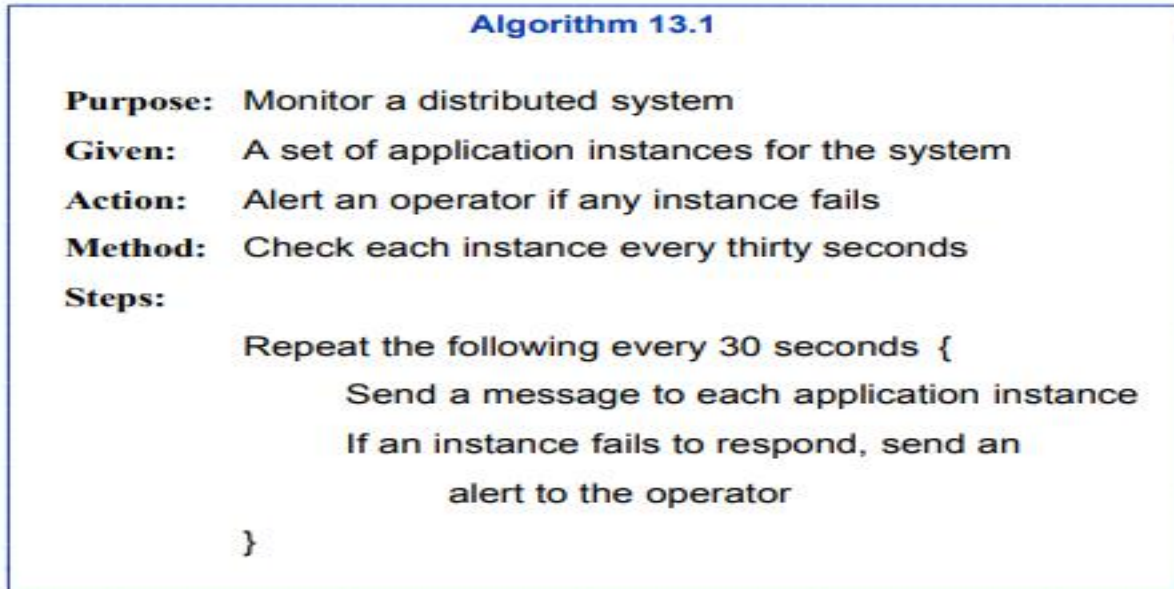 Algorithm 13.1
Purpose: Monitor a distributed system
Given: A set of application instances for the system
Action: Alert an operator if any instance fails
Method: Check each instance every thirty seconds
Steps:
Repeat the following every 30 seconds {
Send a message to each application instance
If an instance fails to respond, send an
alert to the operator
}